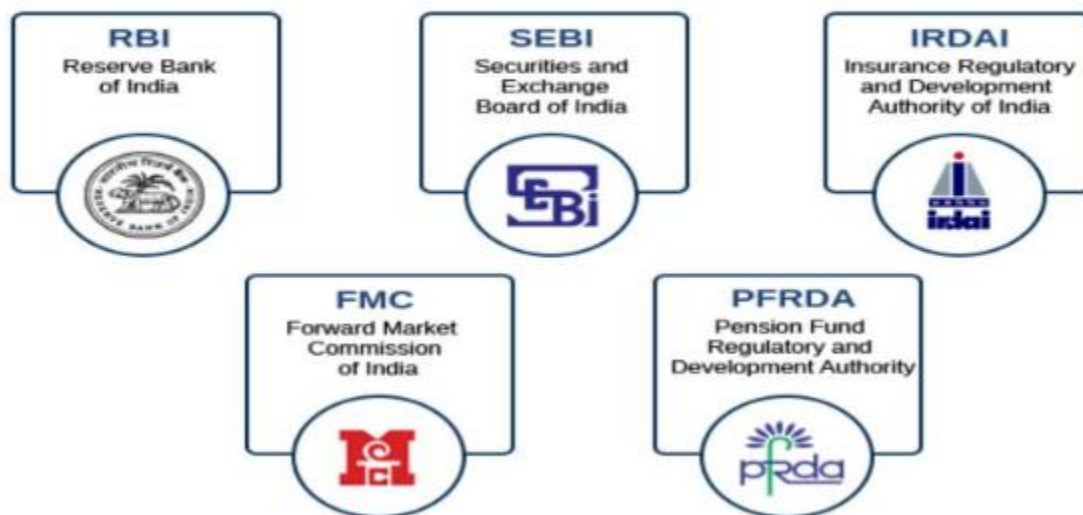 RBI
Reserve Bank
of India
SEBI
Securities and
Exchange
Board of India
IRDAI
Insurance Regulatory
and Development
Authority of India
SEBI
irdai
FMC
Forward Market
Commission
of India
PFRDA
Pension Fund
Regulatory and
Development Authority
pfrda